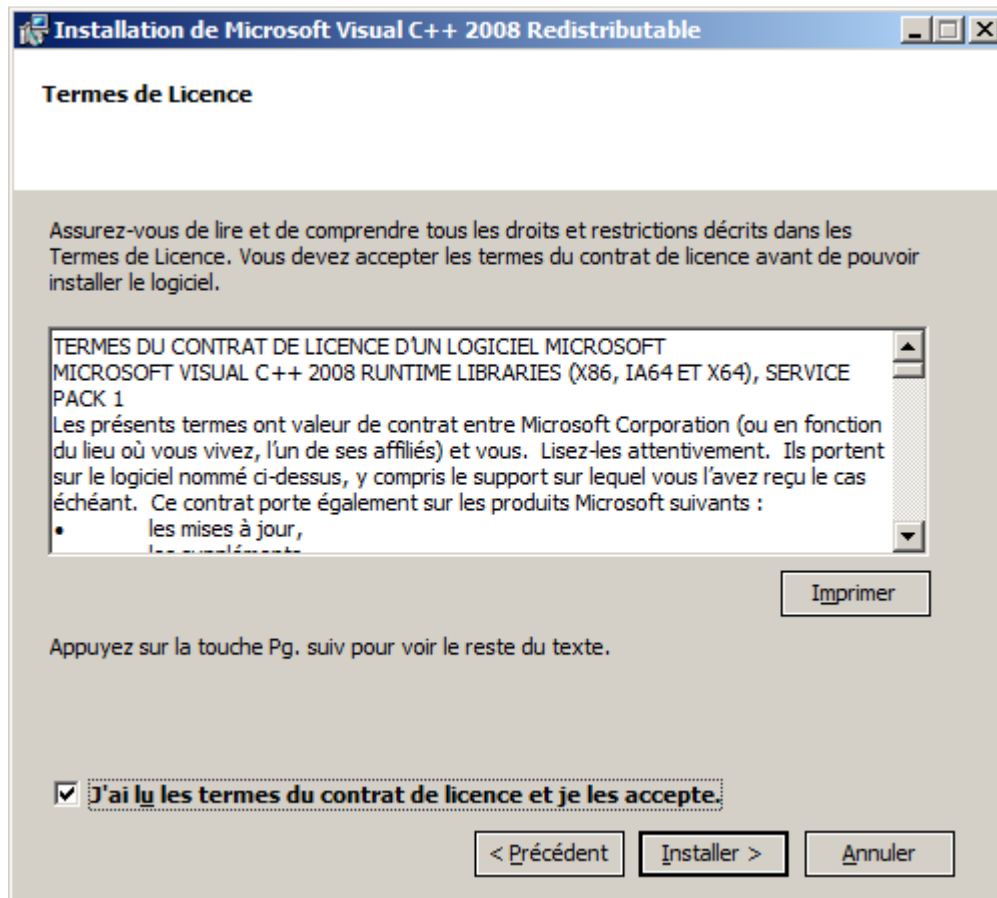 Installation de Microsoft Visual C++ 2008 Redistributable
Termes de Licence
Assurez-vous de lire et de comprendre tous les droits et restrictions décrits dans les
Termes de Licence. Vous devez accepter les termes du contrat de licence avant de pouvoir
installer le logiciel.
TERMES DU CONTRAT DE LICENCE D'UN LOGICIEL MICROSOFT
MICROSOFT VISUAL C++ 2008 RUNTIME LIBRARIES (X86, IA64 ET X64), SERVICE
PACK 1
Les présents termes ont valeur de contrat entre Microsoft Corporation (ou en fonction
du lieu où vous vivez, l'un de ses affiliés) et vous.  Lisez-les attentivement.  Ils portent
sur le logiciel nommé ci-dessus, y compris le support sur lequel vous l'avez reçu le cas
échéant.  Ce contrat porte également sur les produits Microsoft suivants :
• les mises à jour,
Imprimer
Appuyez sur la touche Pg. suiv pour voir le reste du texte.
J'ai lu les termes du contrat de licence et je les accepte.
< Précédent
Installer >
Annuler